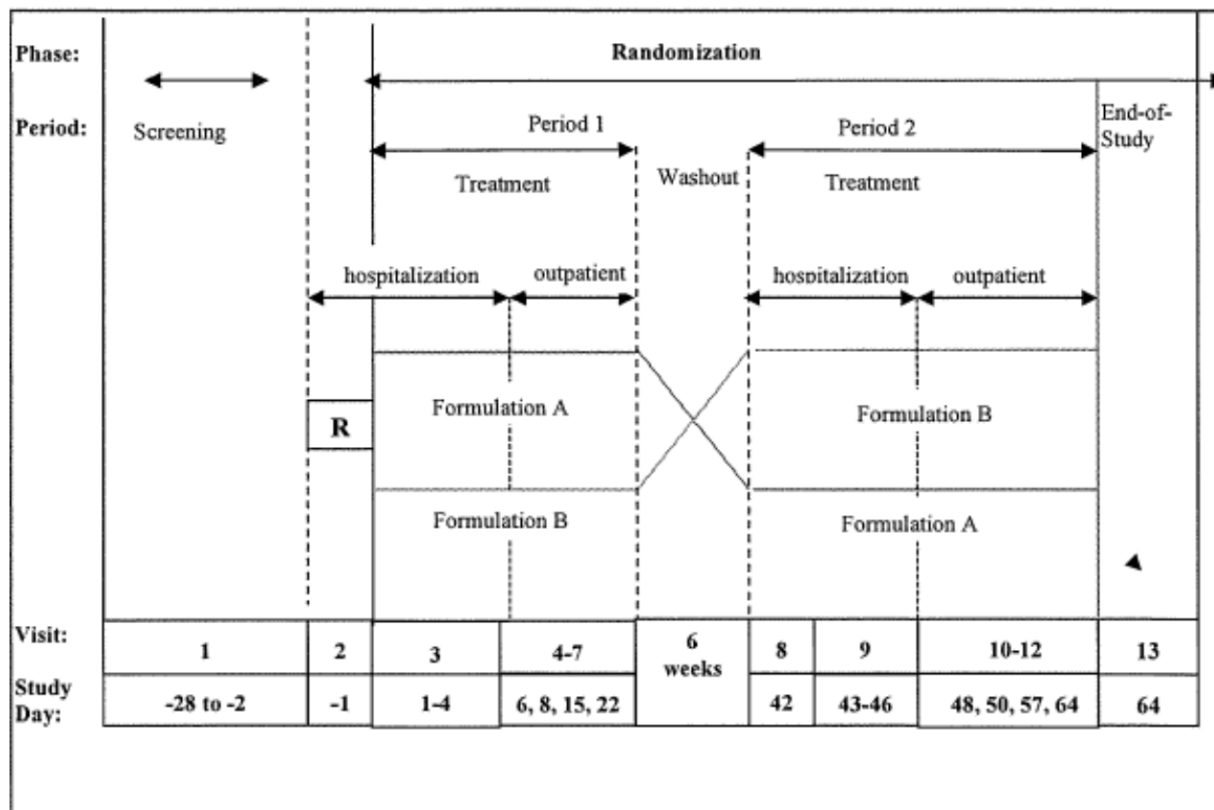 Phase:
Randomization
Period:
Screening
Period 1
Period 2
End-of-
Study
Treatment
Washout
Treatment
hospitalization
outpatient
hospitalization
outpatient
Formulation A
Formulation B
R
Formulation B
Formulation A
Visit:
1
2
3
4-7
6
weeks
8
9
10-12
13
Study
Day:
-28 to -2
-1
1-4
6, 8, 15, 22
42
43-46
48, 50, 57, 64
64